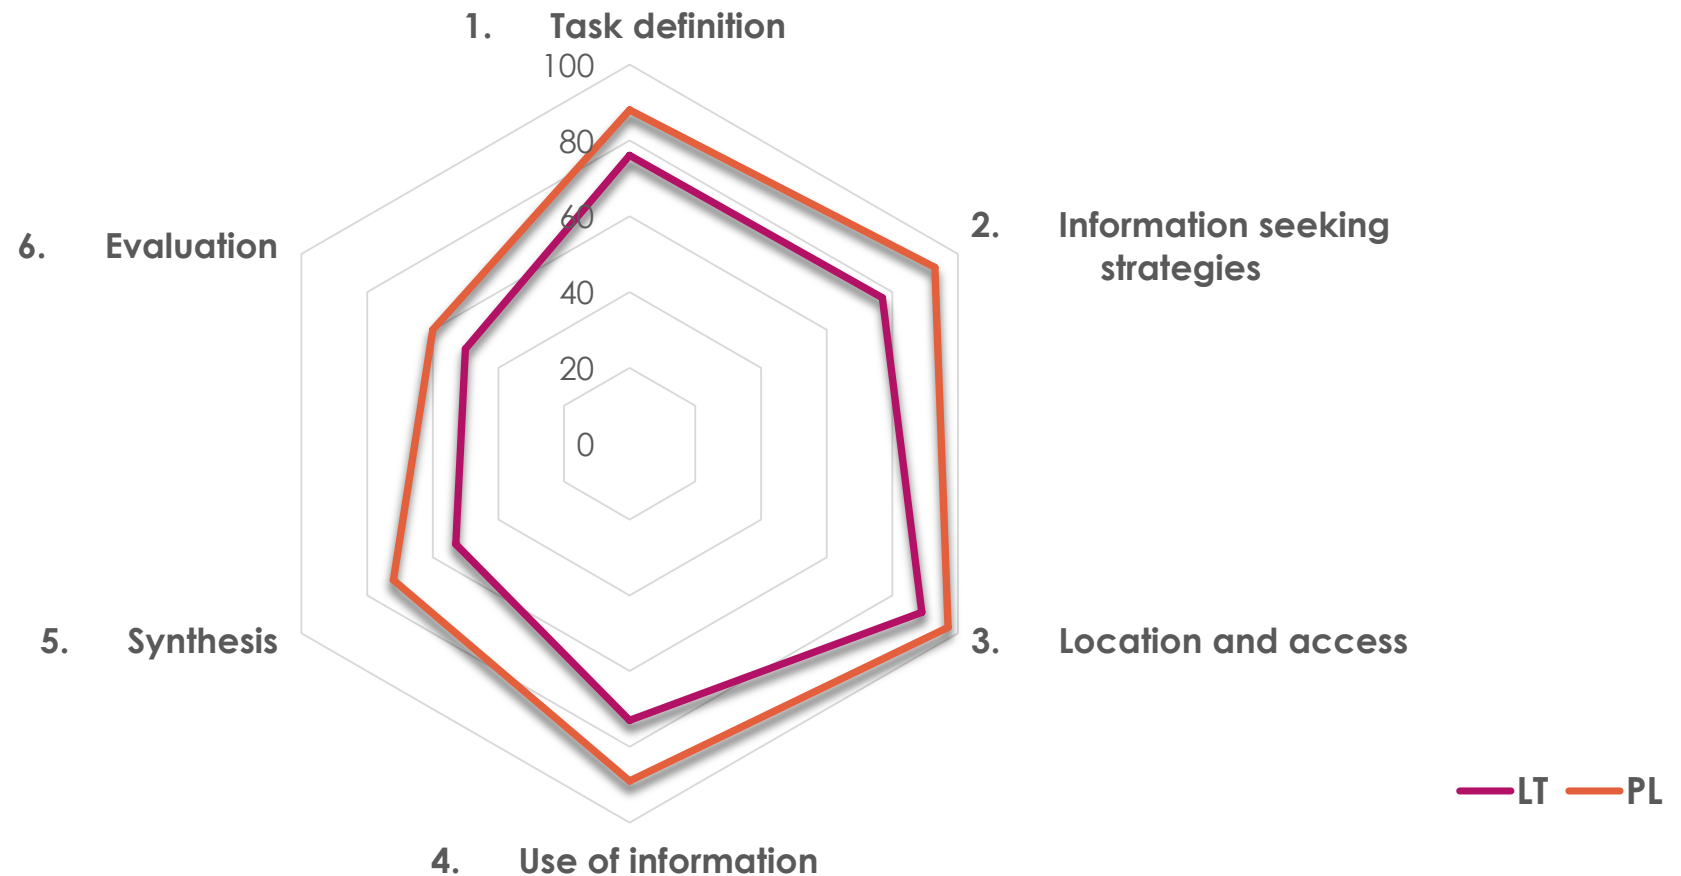 1. Task definition
100
80
60
40
20
0
2. Information seeking
strategies
3. Location and access
4. Use of information
5. Synthesis
6. Evaluation
LT PL